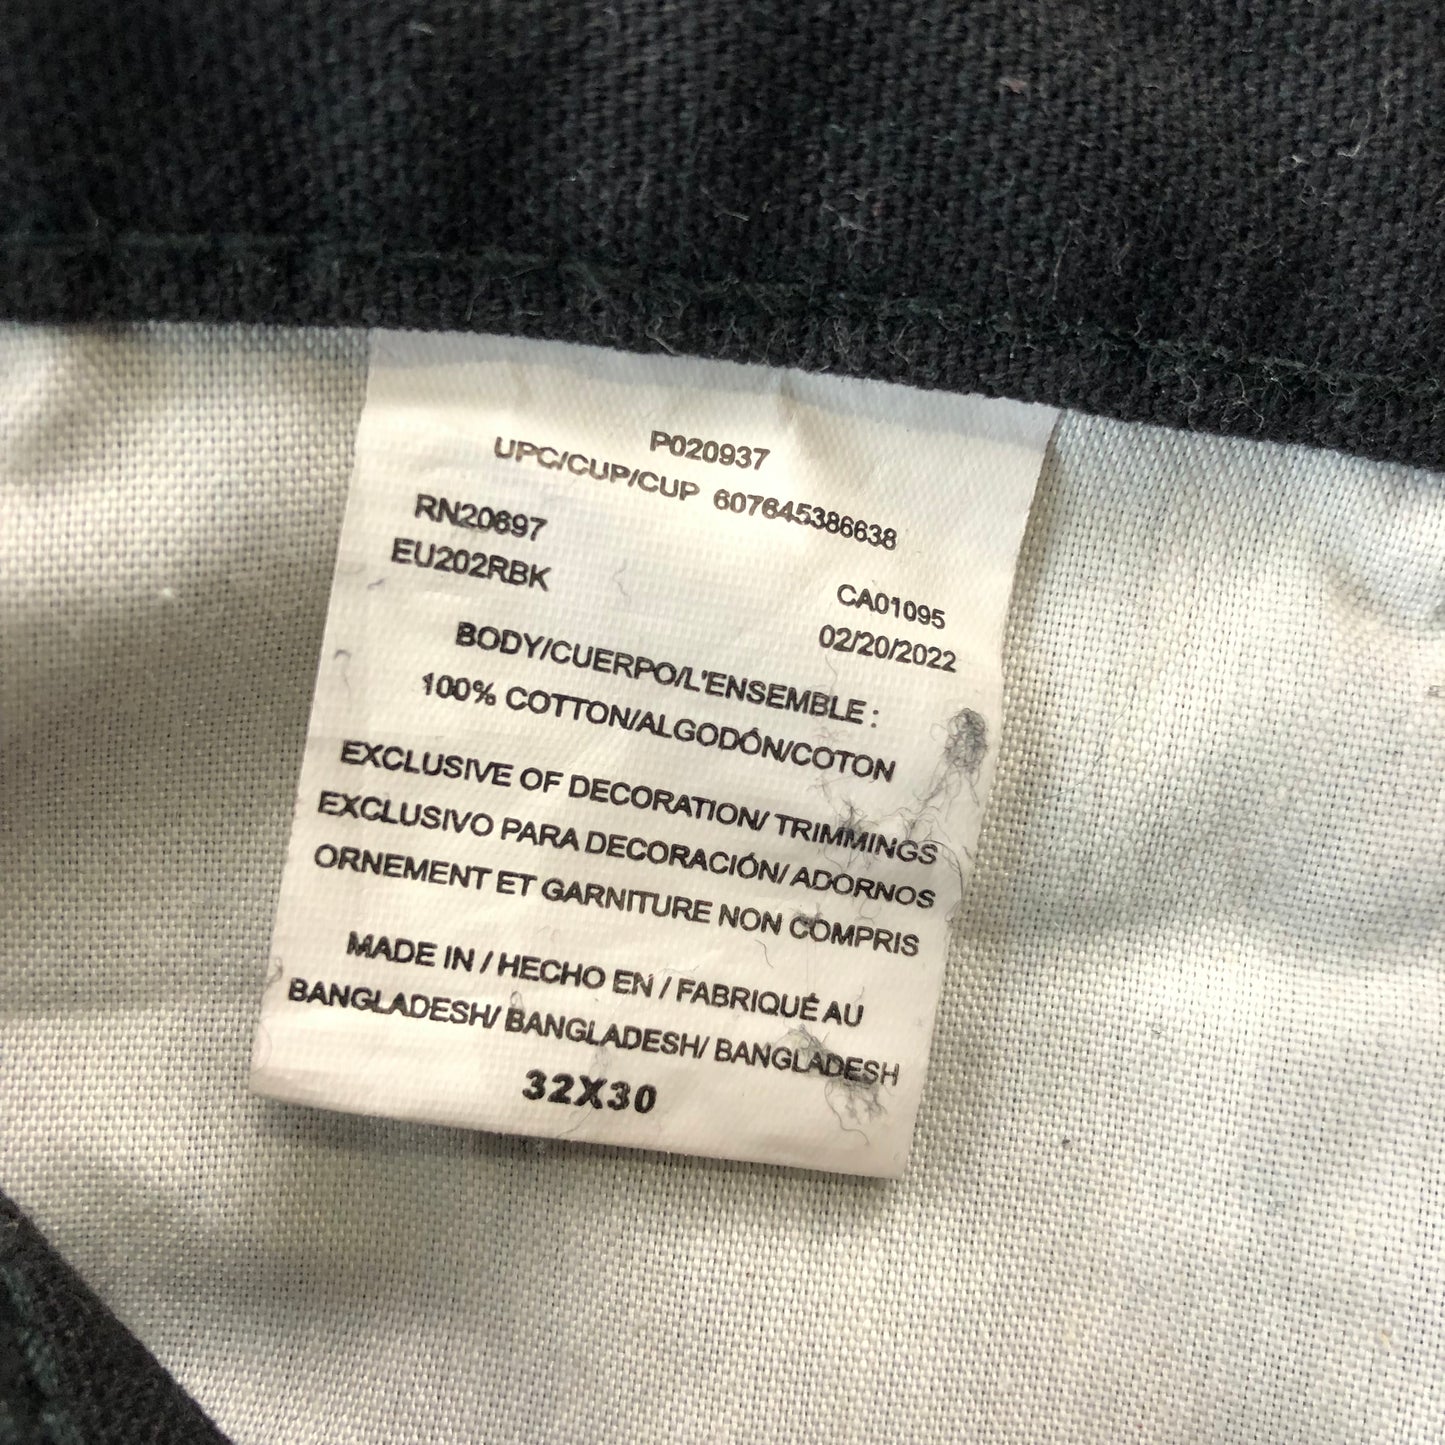 P020937
UPC/CUP/CUP 607645386638
RN20697
EU202RBK
CA01095
02/20/2022
BODY/CUERPO/L'ENSEMBLE :
100% COTTON/ALGODÓN/COTON
EXCLUSIVE OF DECORATION/ TRIMMINGS
EXCLUSIVO PARA DECORACIÓN/ ADORNOS
ORNEMENT ET GARNITURE NON COMPRIS
MADE IN / HECHO EN / FABRIQUÉ AU
BANGLADESH/ BANGLADESH/ BANGLADESH
32X30